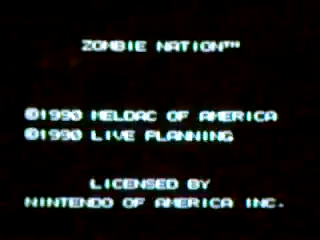 ZOMBIE NATION™
©1990 MELDAC OF AMERICA
©1990 LIVE PLANNING
LICENSED BY
NINTENDO OF AMERICA INC.